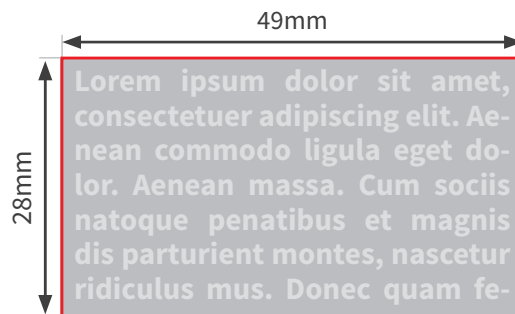 49mm
28mm
Lorem ipsum dolor sit amet,
consectetuer adipiscing elit. Ae-
nean commodo ligula eget do-
lor. Aenean massa. Cum sociis
natoque penatibus et magnis
dis parturient montes, nascetur
ridiculus mus. Donec quam fe-